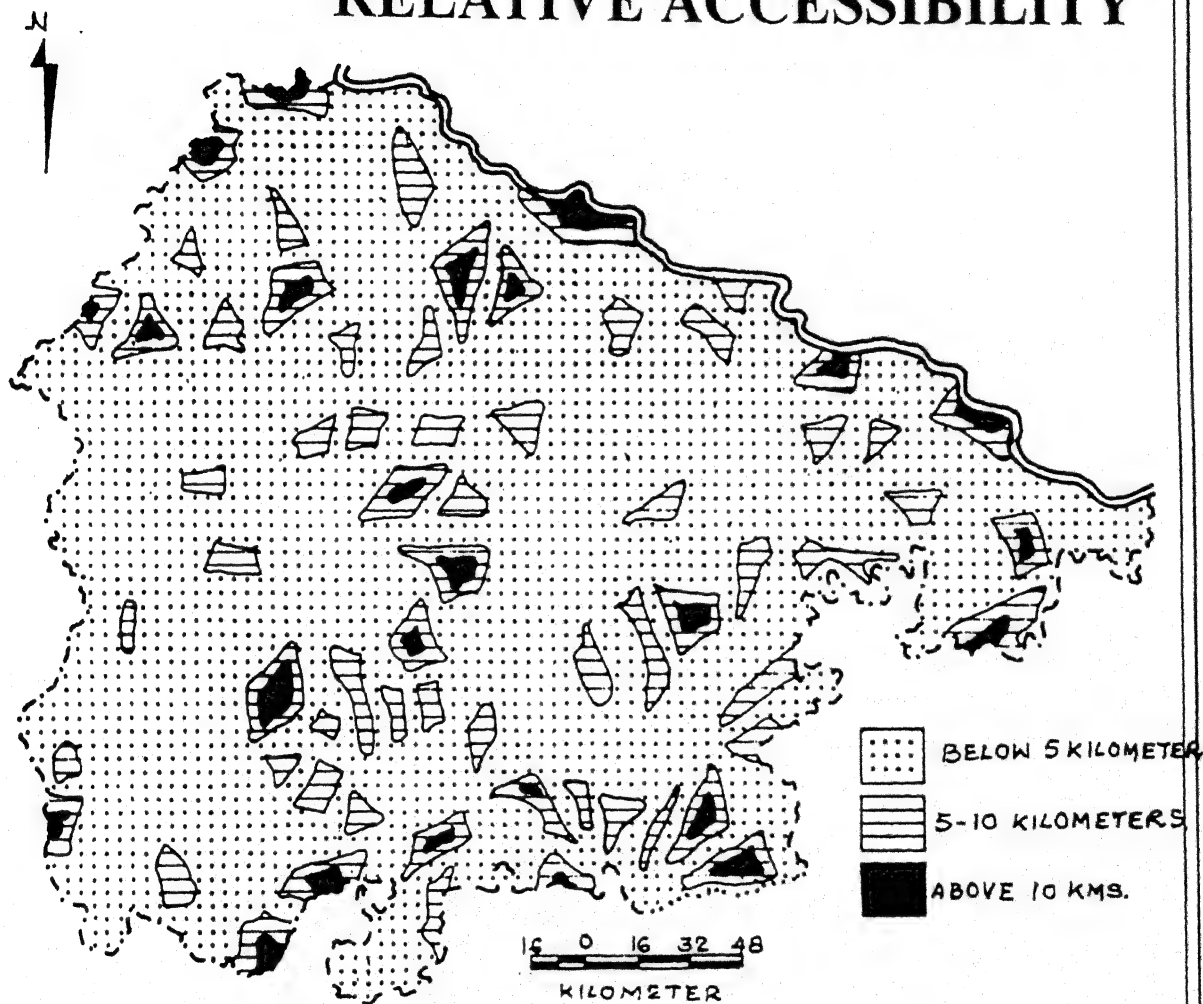 RELATIVE ACCESSIBILITY
N
BELOW 5 KILOMETER
5-10 KILOMETERS
ABOVE 10 KMS.
16 0 16 32 48
KILOMETER